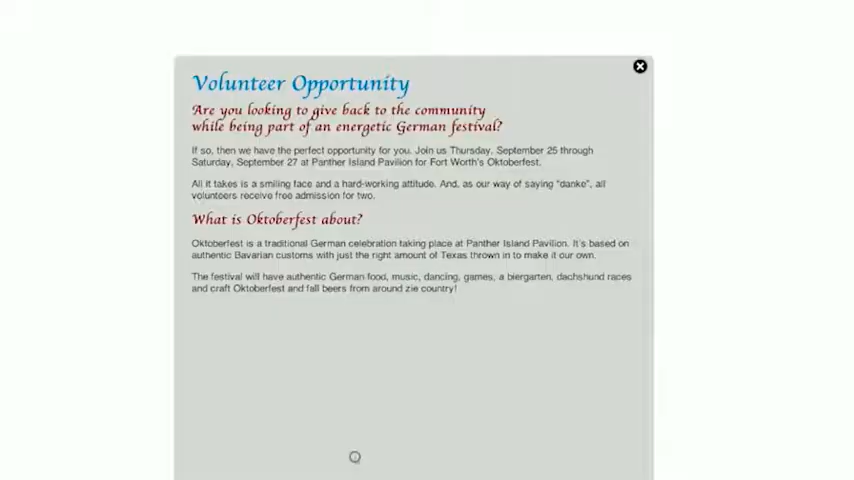 Volunteer Opportunity
Are you looking to give back to the community
while being part of an energetic German festival?
If so, then we have the perfect opportunity for you. Join us Thursday, September 25 through
Saturday, September 27 at Panther Island Pavilion for Fort Worth's Oktoberfest.
All it takes is a smiling face and a hard-working attitude. And, as our way of saying "danke", all
volunteers receive free admission for two.
What is Oktoberfest about?
Oktoberfest is a traditional German celebration taking place at Panther Island Pavilion. It's based on
authentic Bavarian customs with just the right amount of Texas thrown in to make it our own.
The festival will have authentic German food, music, dancing, games, a biergarten, dachshund races
and craft Oktoberfest and fall beers from around zie country!